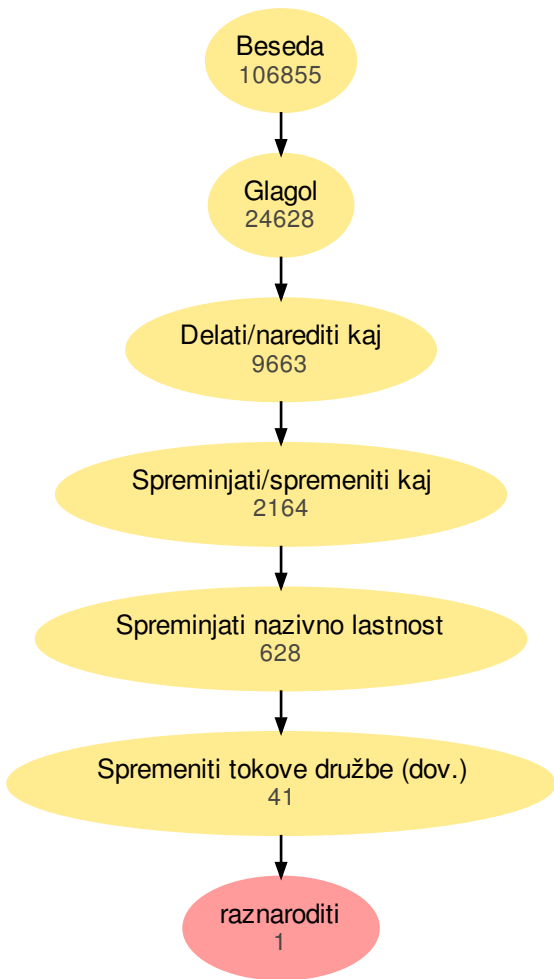 Beseda
106855
Glagol
24628
Delati/narediti kaj
9663
Spreminjati/spremeniti kaj
2164
Spreminjati nazivno lastnost
628
Spremeniti tokove družbe (dov.)
41
raznaroditi
1